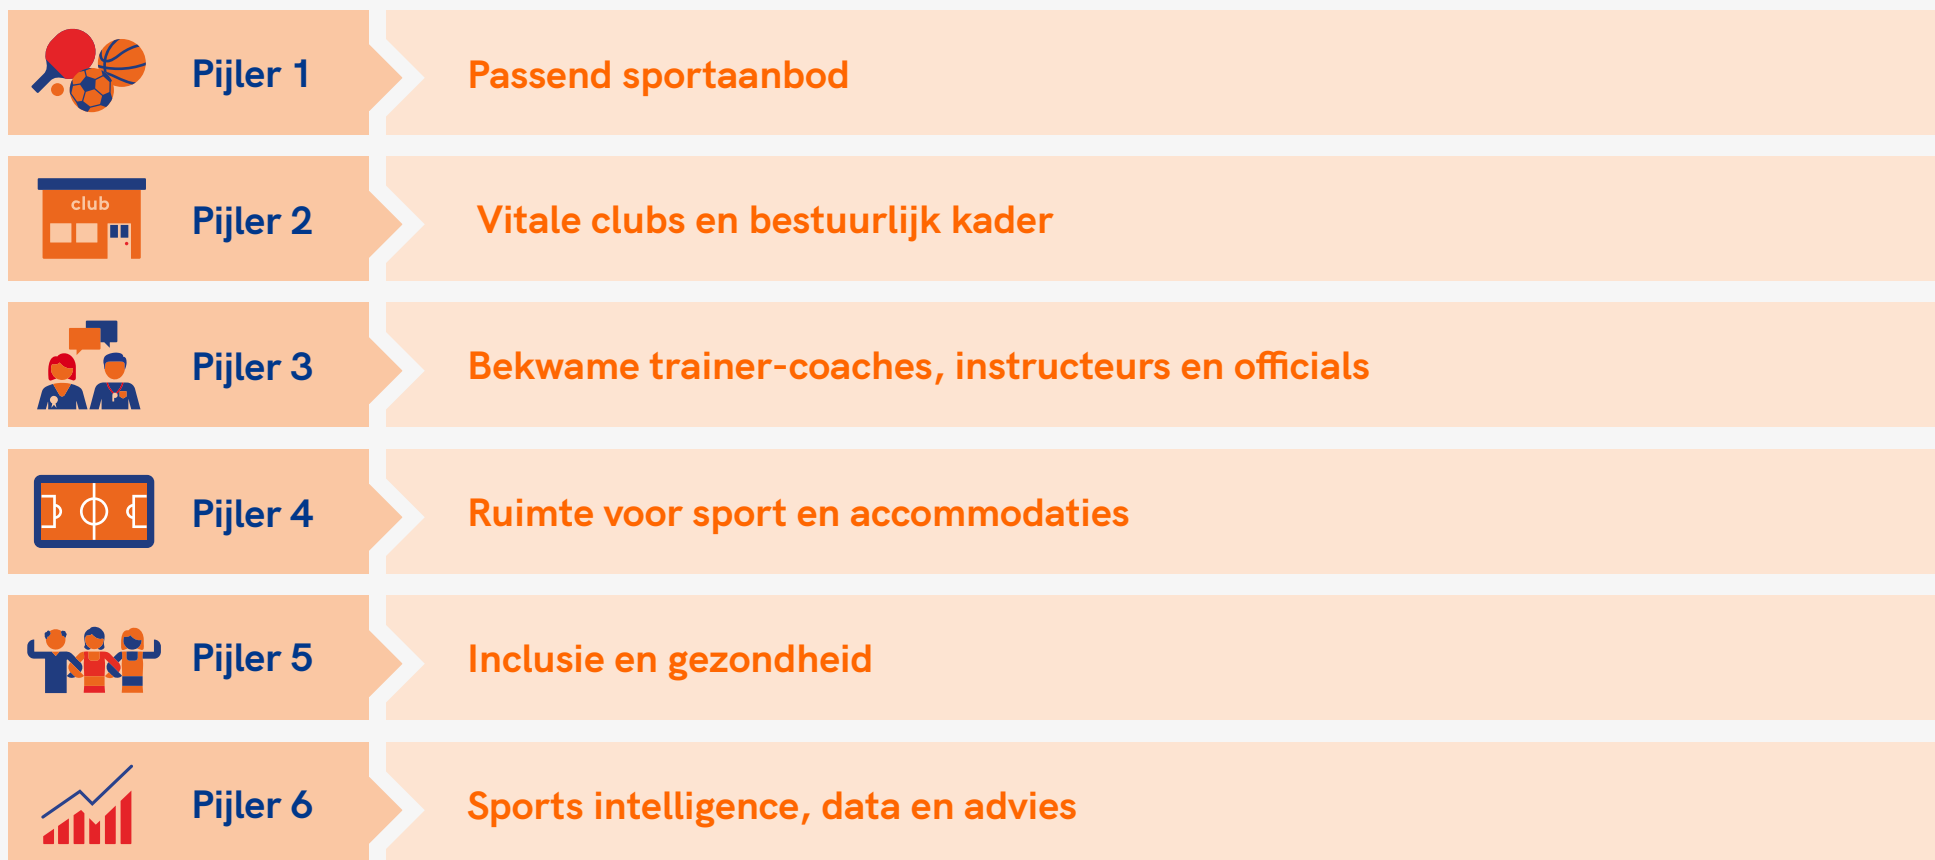 Pijler 1
Passend sportaanbod
club
Pijler 2
Vitale clubs en bestuurlijk kader
Pijler 3
Bekwame trainer-coaches, instructeurs en officials
Pijler 4
Ruimte voor sport en accommodaties
Pijler 5
Inclusie en gezondheid
Pijler 6
Sports intelligence, data en advies